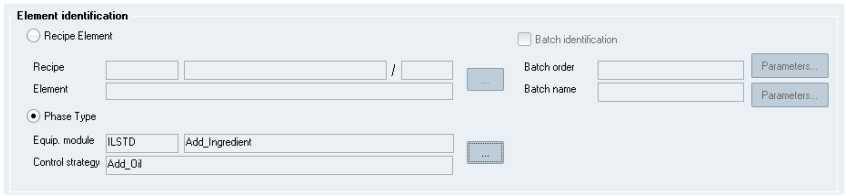 Element identification
Recipe Element
Batch identification
Recipe / ... Batch order Parameters...
Element Batch name Parameters...
Phase Type
Equip. module ILSTD Add_Ingredient ...
Control strategy Add_Oil